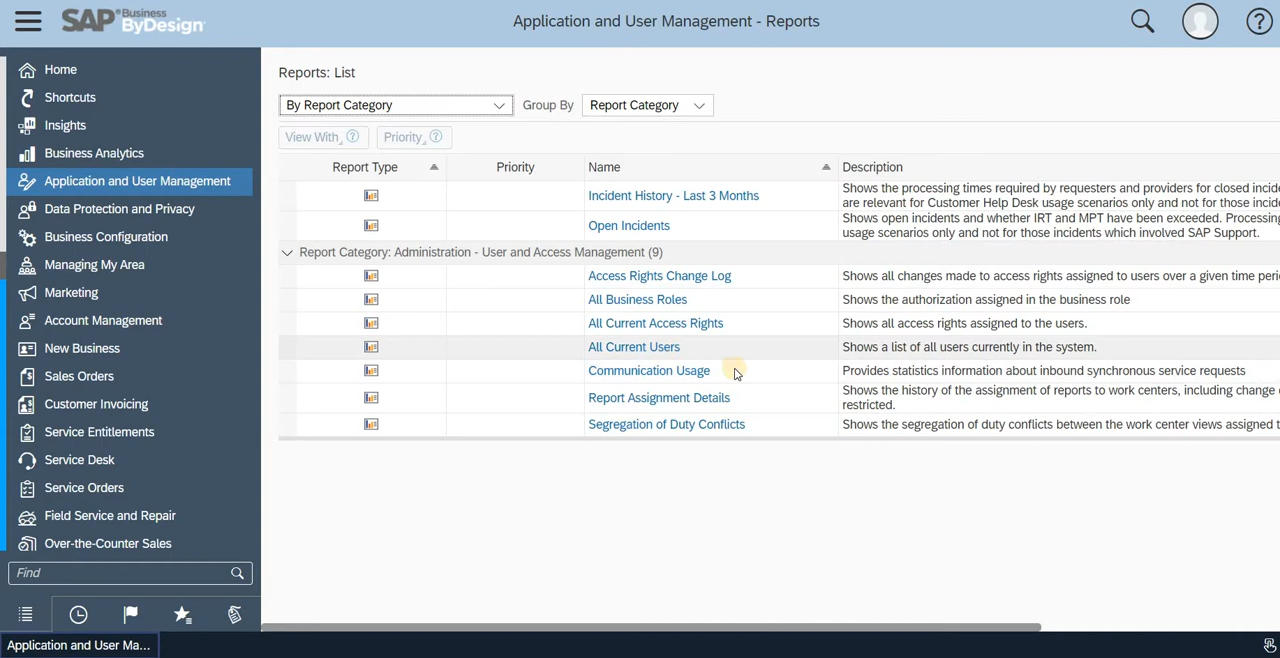 SAP Business ByDesign
Application and User Management - Reports
?
Home
Shortcuts
Insights
Business Analytics
Application and User Management
Data Protection and Privacy
Business Configuration
Managing My Area
Marketing
Account Management
New Business
Sales Orders
Customer Invoicing
Service Entitlements
Service Desk
Service Orders
Field Service and Repair
Over-the-Counter Sales
Find
Application and User Ma...
Reports: List
By Report Category Group By Report Category
View With ? Priority ?
Report Type Priority Name Description
Incident History - Last 3 Months Shows the processing times required by requesters and providers for closed incide
are relevant for Customer Help Desk usage scenarios only and not for those incide
Open Incidents Shows open incidents and whether IRT and MPT have been exceeded. Processing
usage scenarios only and not for those incidents which involved SAP Support.
Report Category: Administration - User and Access Management (9)
Access Rights Change Log Shows all changes made to access rights assigned to users over a given time peri
All Business Roles Shows the authorization assigned in the business role
All Current Access Rights Shows all access rights assigned to the users.
All Current Users Shows a list of all users currently in the system.
Communication Usage Provides statistics information about inbound synchronous service requests
Report Assignment Details Shows the history of the assignment of reports to work centers, including change
restricted.
Segregation of Duty Conflicts Shows the segregation of duty conflicts between the work center views assigned t